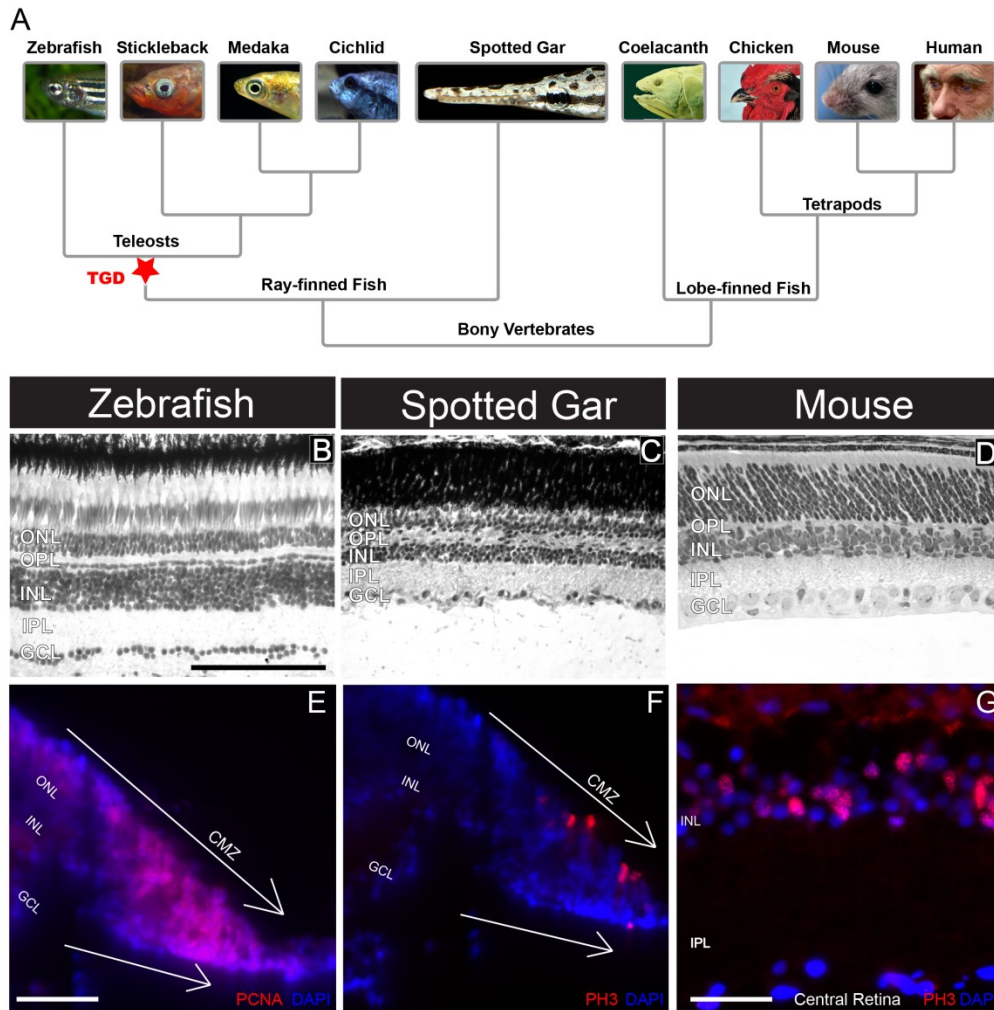 A
Zebrafish Stickleback Medaka Cichlid Spotted Gar Coelacanth Chicken Mouse Human
Tetrapods
Teleosts
TGD
Ray-finned Fish Lobe-finned Fish
Bony Vertebrates
Zebrafish Spotted Gar Mouse
B
ONL
OPL
INL
IPL
GCL
C
ONL
OPL
INL
IPL
GCL
D
ONL
OPL
INL
IPL
GCL
E
ONL
INL
GCL
CMZ
PCNA DAPI
F
ONL
INL
GCL
CMZ
PH3 DAPI
G
INL
IPL
Central Retina PH3 DAPI